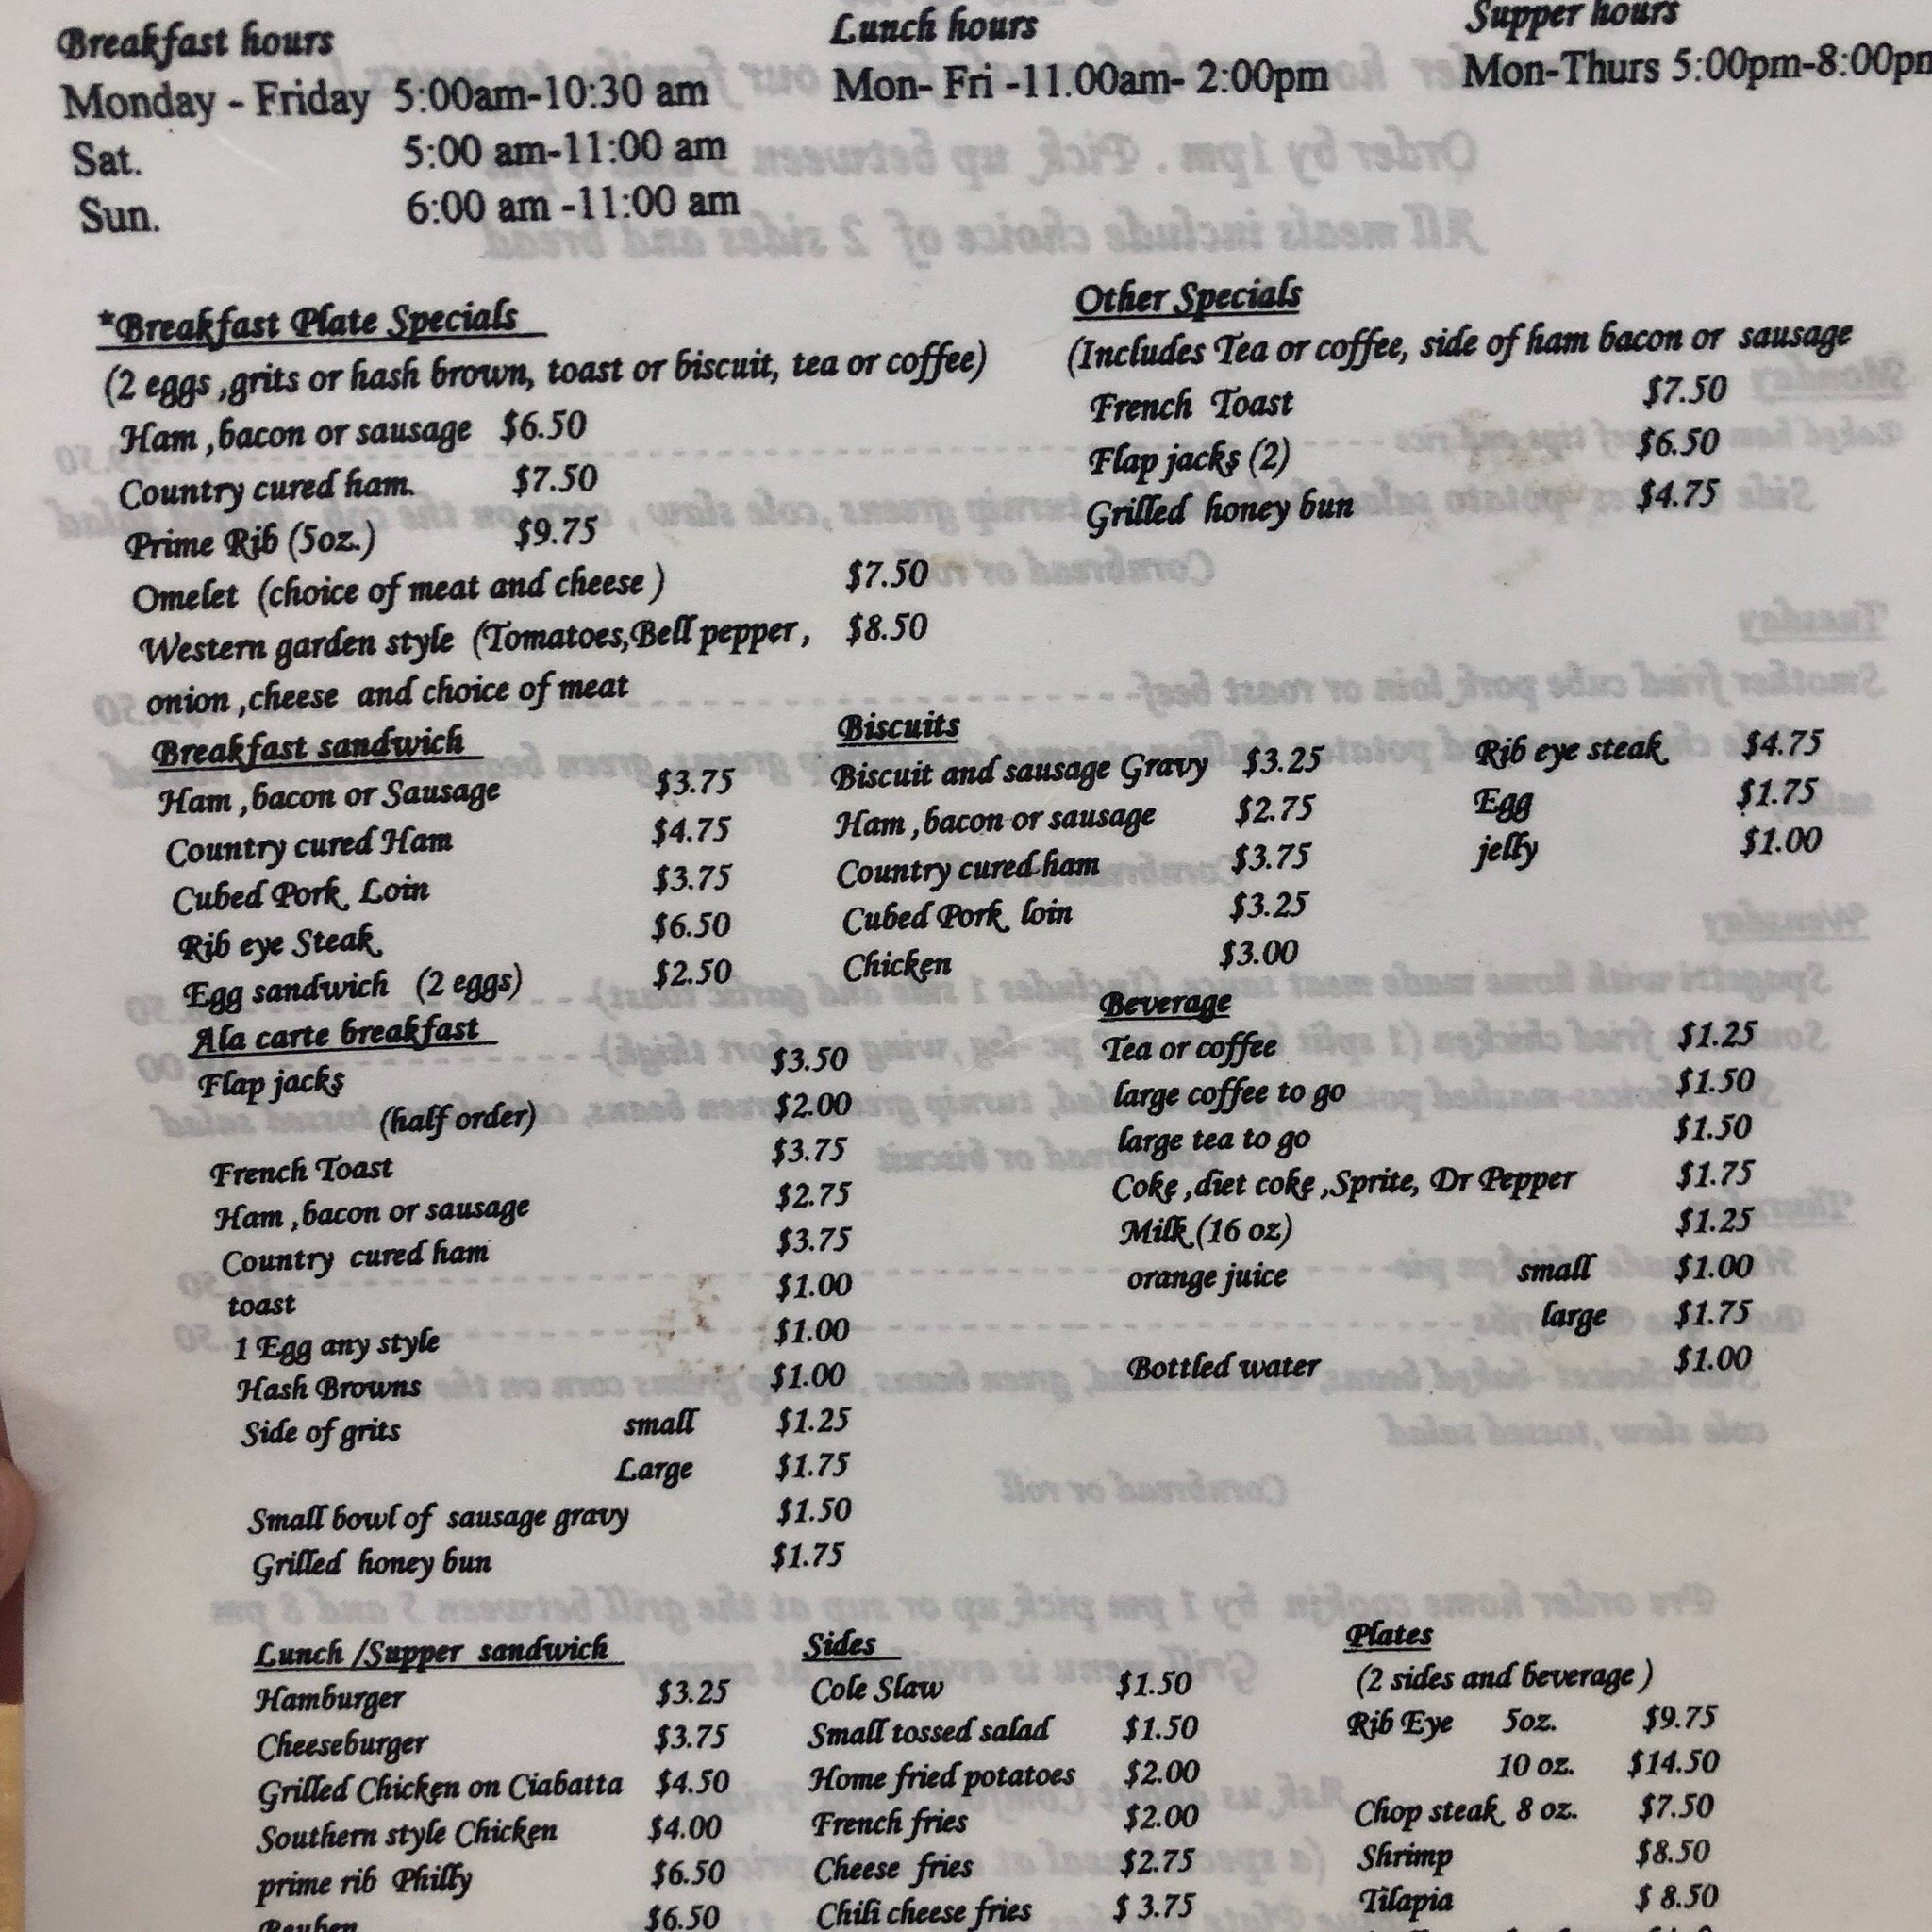 Breakfast hours
Monday - Friday 5:00am-10:30 am
Sat. 5:00 am-11:00 am
Sun. 6:00 am -11:00 am
Lunch hours
Mon- Fri -11.00am- 2:00pm
Supper hours
Mon-Thurs 5:00pm-8:00pm
*Breakfast Plate Specials
(2 eggs ,grits or hash brown, toast or biscuit, tea or coffee)
Ham ,bacon or sausage $6.50
Country cured ham. $7.50
Prime Rib (5oz.) $9.75
Omelet (choice of meat and cheese ) $7.50
Western garden style (Tomatoes,Bell pepper , $8.50
onion ,cheese and choice of meat
Other Specials
(Includes Tea or coffee, side of ham bacon or sausage
French Toast $7.50
Flap jacks (2) $6.50
Grilled honey bun $4.75
Breakfast sandwich
Ham ,bacon or Sausage $3.75
Country cured Ham $4.75
Cubed Pork Loin $3.75
Rib eye Steak $6.50
Egg sandwich (2 eggs) $2.50
Biscuits
Biscuit and sausage Gravy $3.25
Ham ,bacon or sausage $2.75
Country cured ham $3.75
Cubed Pork loin $3.25
Chicken $3.00
Rib eye steak $4.75
Egg $1.75
jelly $1.00
Ala carte breakfast
Flap jacks $3.50
(half order) $2.00
French Toast $3.75
Ham ,bacon or sausage $2.75
Country cured ham $3.75
toast $1.00
1 Egg any style $1.00
Hash Browns $1.00
Side of grits small $1.25
Large $1.75
Small bowl of sausage gravy $1.50
Grilled honey bun $1.75
Beverage
Tea or coffee $1.25
large coffee to go $1.50
large tea to go $1.50
Coke ,diet coke ,Sprite, Dr Pepper $1.75
Milk (16 oz) $1.25
orange juice small $1.00
large $1.75
Bottled water $1.00
Lunch /Supper sandwich
Hamburger $3.25
Cheeseburger $3.75
Grilled Chicken on Ciabatta $4.50
Southern style Chicken $4.00
prime rib Philly $6.50
Reuben $6.50
Sides
Cole Slaw $1.50
Small tossed salad $1.50
Home fried potatoes $2.00
French fries $2.00
Cheese fries $2.75
Chili cheese fries $ 3.75
Plates
(2 sides and beverage )
Rib Eye 5oz. $9.75
10 oz. $14.50
Chop steak 8 oz. $7.50
Shrimp $8.50
Tilapia $ 8.50